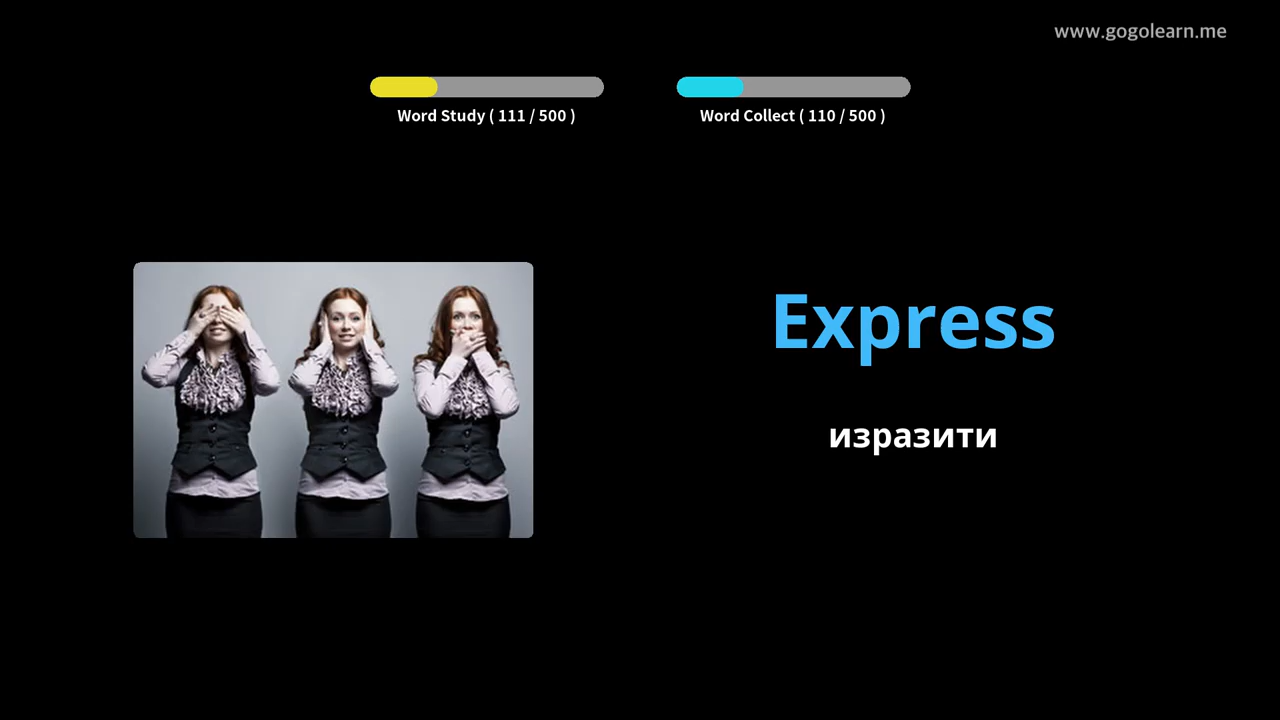 www.gogolearn.me
Word Study ( 111 / 500 )
Word Collect ( 110 / 500 )
Express
изразити